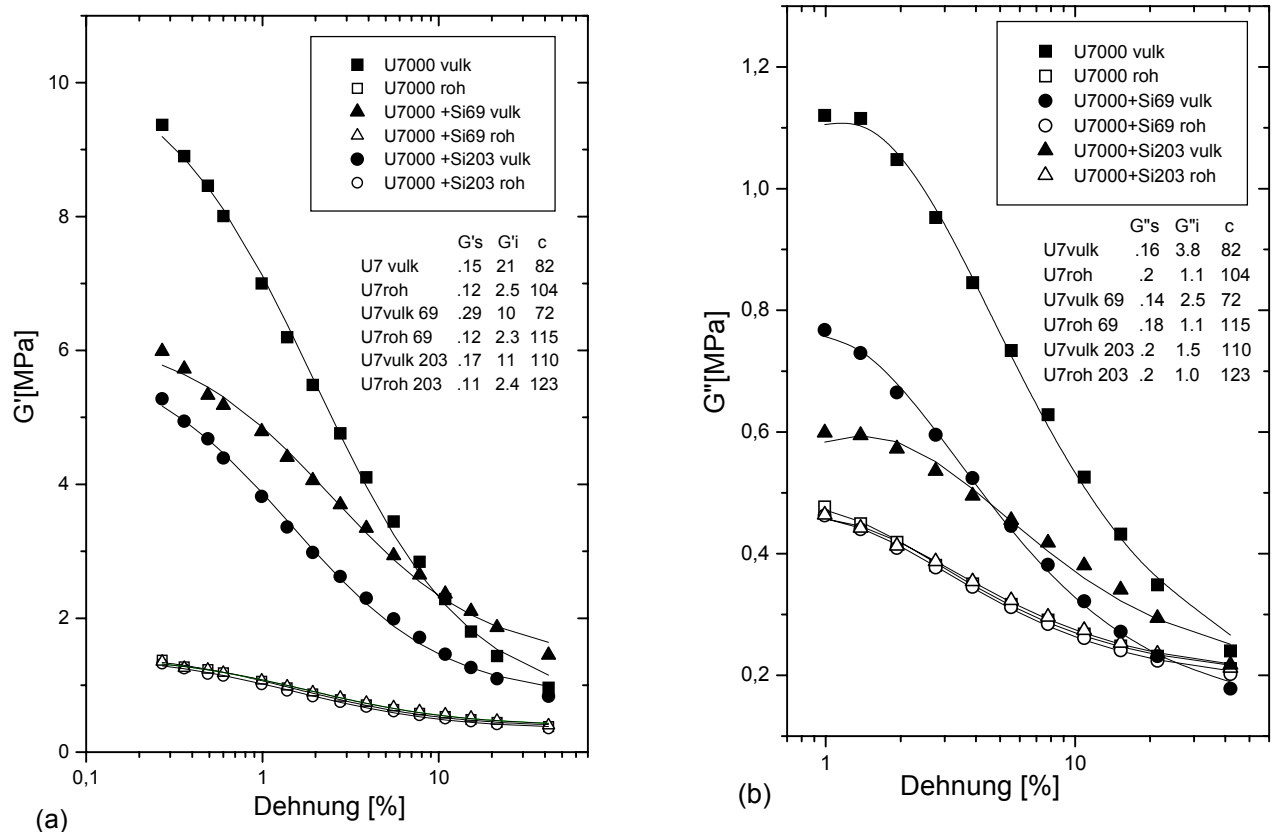 10
8
6
4
2
0
G'[MPa]
0,1
1
10
Dehnung [%]
(a)
U7000 vulk
U7000 roh
U7000 +Si69 vulk
U7000 +Si69 roh
U7000 +Si203 vulk
U7000 +Si203 roh
G's G'i c
U7 vulk .15 21 82
U7roh .12 2.5 104
U7vulk 69 .29 10 72
U7roh 69 .12 2.3 115
U7vulk 203 .17 11 110
U7roh 203 .11 2.4 123
1,2
1,0
0,8
0,6
0,4
0,2
G"[MPa]
1
10
Dehnung [%]
(b)
U7000 vulk
U7000 roh
U7000+Si69 vulk
U7000+Si69 roh
U7000+Si203 vulk
U7000+Si203 roh
G"s G"i c
U7vulk .16 3.8 82
U7roh .2 1.1 104
U7vulk 69 .14 2.5 72
U7roh 69 .18 1.1 115
U7vulk 203 .2 1.5 110
U7roh 203 .2 1.0 123